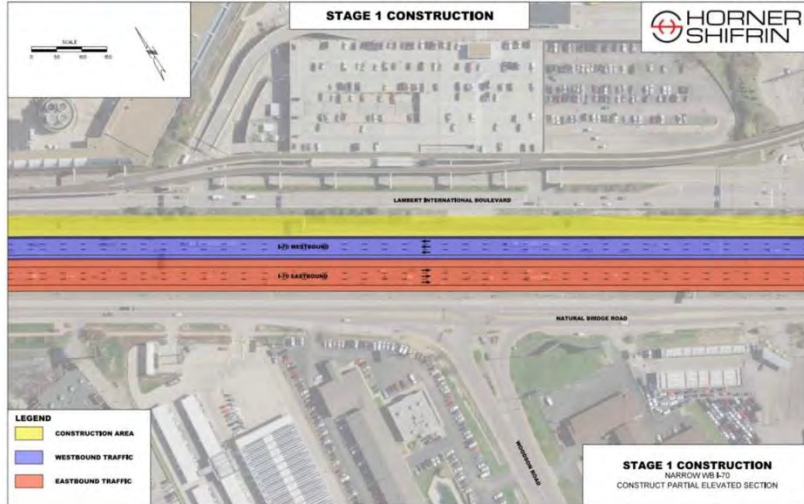 STAGE 1 CONSTRUCTION
HORNER
SHIFRIN
SCALE
LAMBERT INTERNATIONAL BOULEVARD
I-70 WESTBOUND
I-70 EASTBOUND
NATURAL BRIDGE ROAD
WOODSON ROAD
LEGEND
CONSTRUCTION AREA
WESTBOUND TRAFFIC
EASTBOUND TRAFFIC
STAGE 1 CONSTRUCTION
NARROW WB I-70
CONSTRUCT PARTIAL ELEVATED SECTION